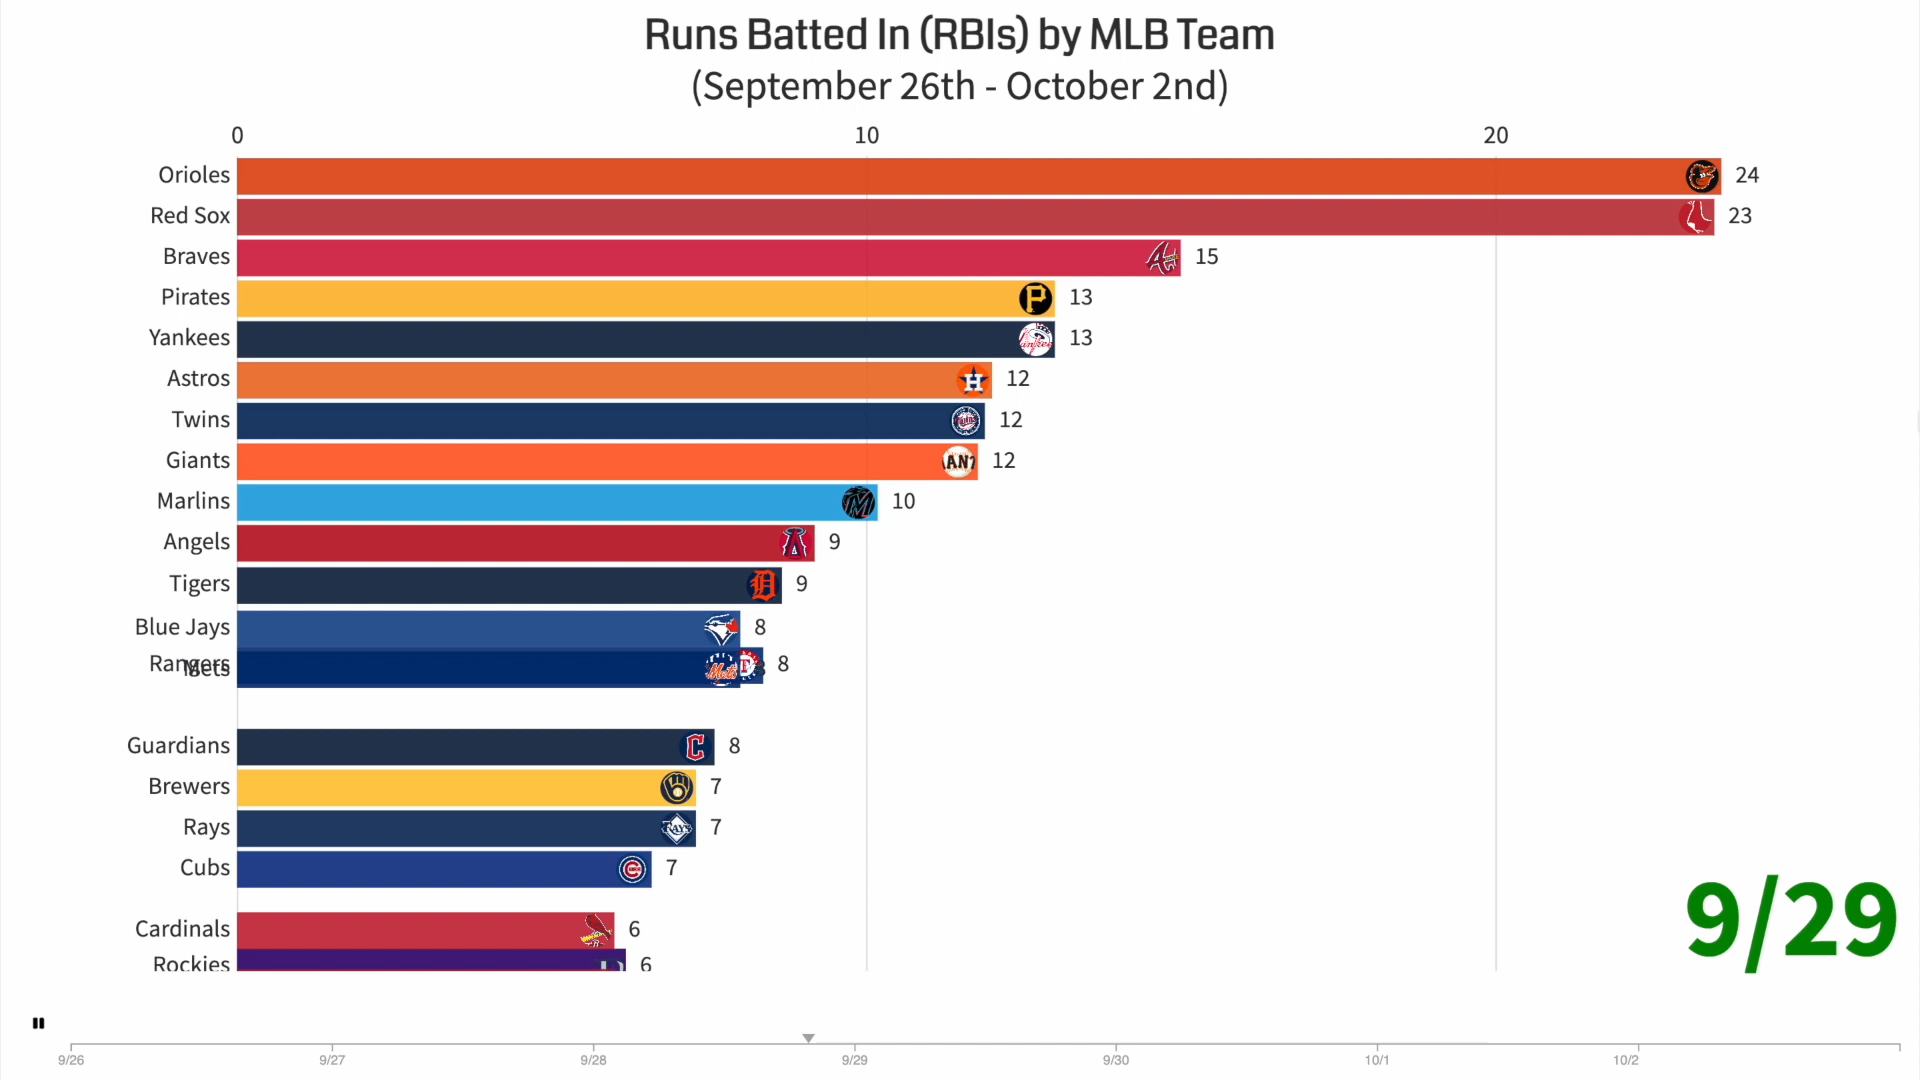 Runs Batted In (RBIs) by MLB Team
(September 26th - October 2nd)
0 10 20
Orioles 24
Red Sox 23
Braves 15
Pirates 13
Yankees 13
Astros 12
Twins 12
Giants 12
Marlins 10
Angels 9
Tigers 9
Blue Jays 8
Rangers 8
Mets
Guardians 8
Brewers 7
Rays 7
Cubs 7
Cardinals 6
Rockies 6
9/29
9/26 9/27 9/28 9/29 9/30 10/1 10/2